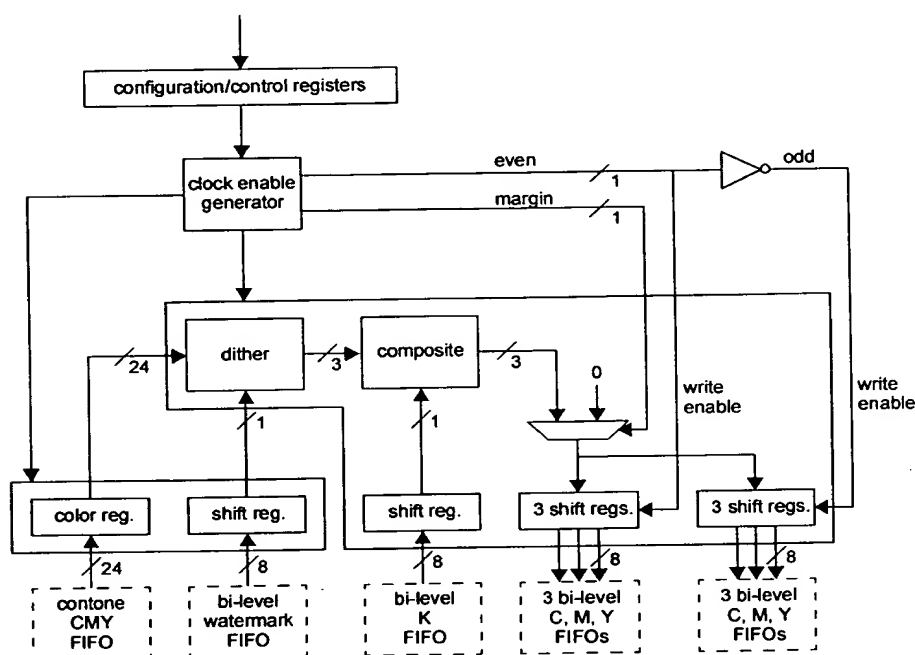 configuration/control registers
clock enable
generator
even
1
odd
margin
1
dither
composite
24
3
3
0
1
1
write
enable
write
enable
color reg.
shift reg.
shift reg.
3 shift regs.
3 shift regs.
24
8
8
8
8
contone
CMY
FIFO
bi-level
watermark
FIFO
bi-level
K
FIFO
3 bi-level
C, M, Y
FIFOs
3 bi-level
C, M, Y
FIFOs